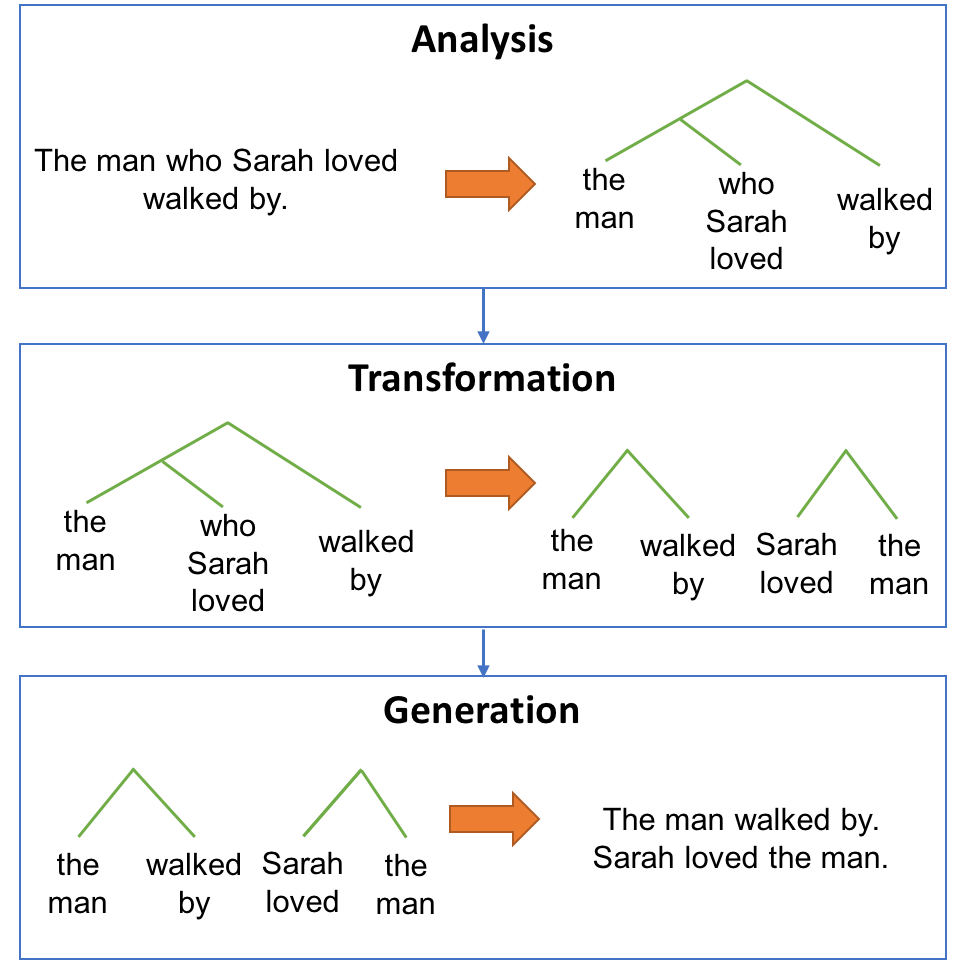 Analysis
The man who Sarah loved
walked by.
the
man
who
Sarah
loved
walked
by
Transformation
the
man
who
Sarah
loved
walked
by
the
man
walked
by
Sarah
loved
the
man
Generation
the
man
walked
by
Sarah
loved
the
man
The man walked by.
Sarah loved the man.